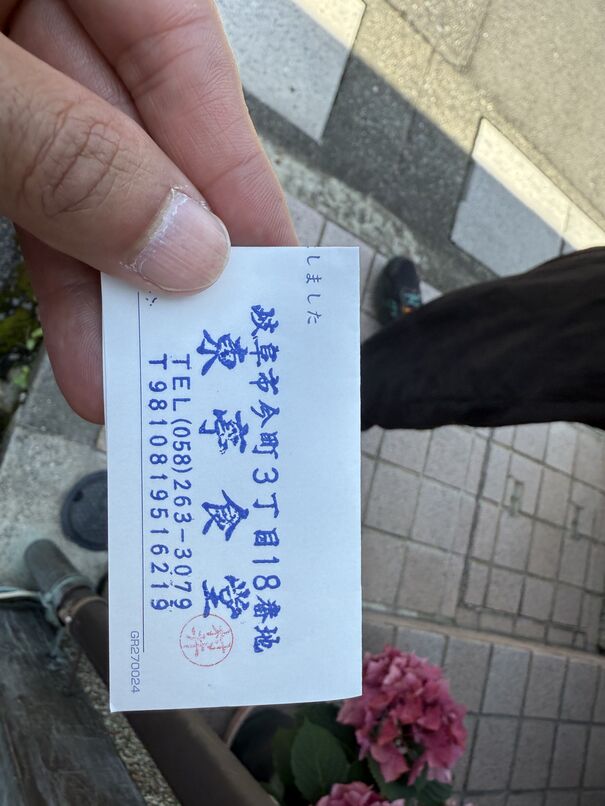 しました
岐阜市今町3丁目18番地
東亭食堂
TEL(058)263-3079
T9810819516219
GR270024